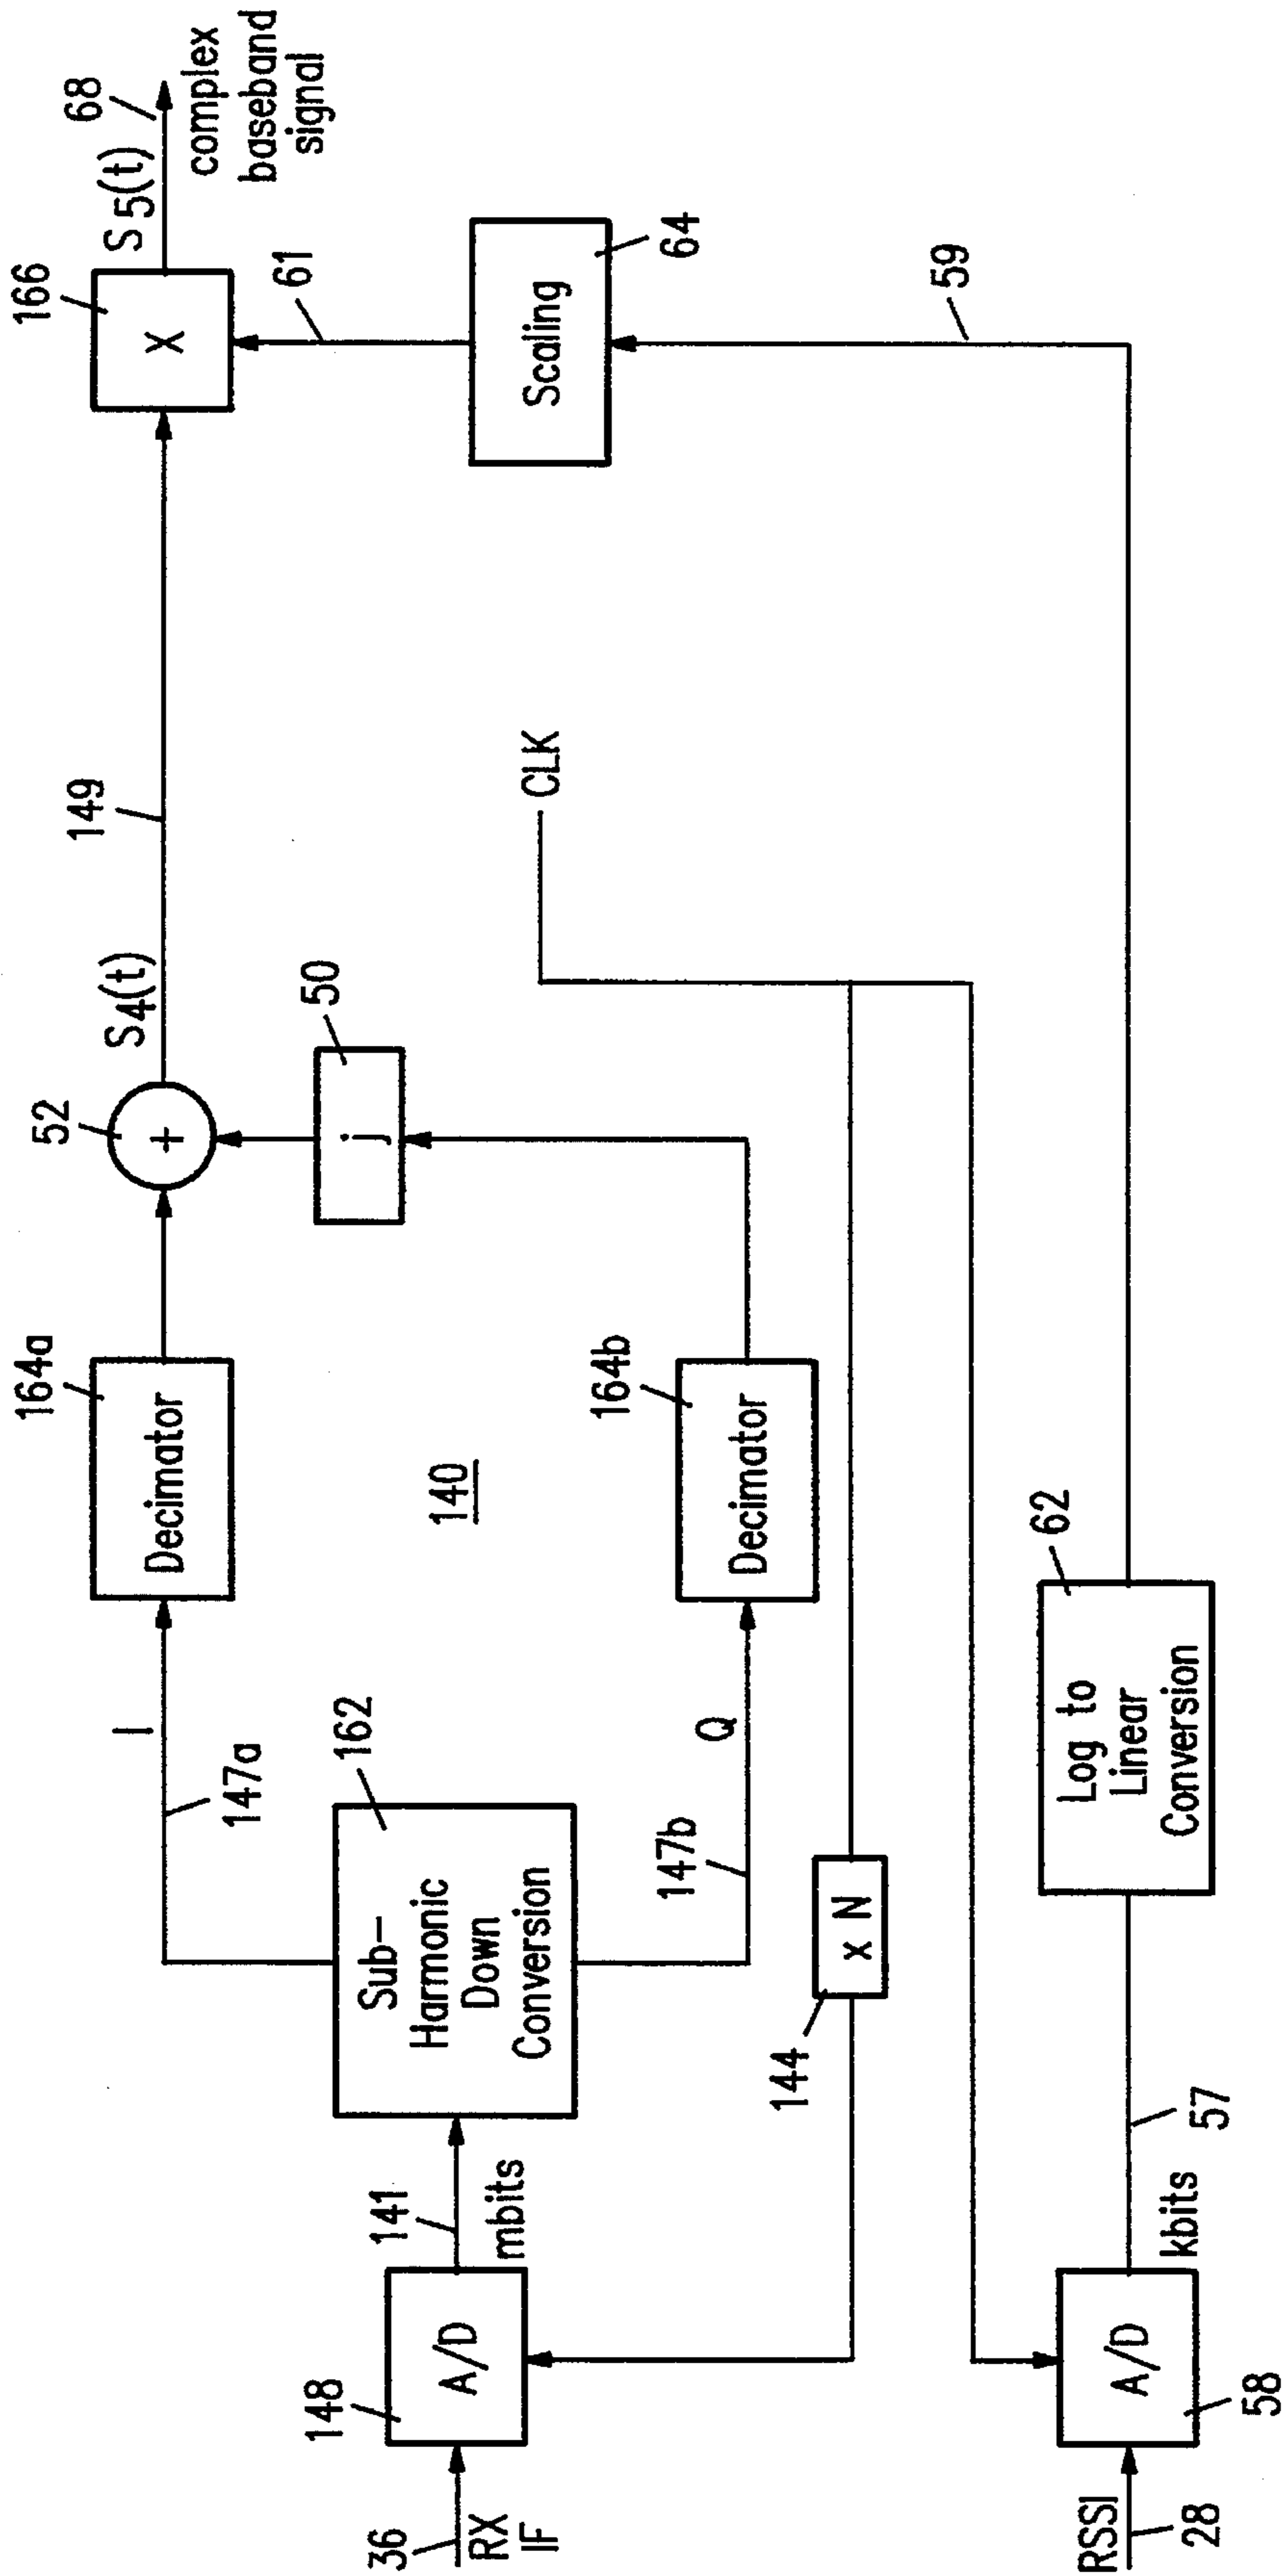 36
RX
IF
148
A/D
141
mbits
Sub-
Harmonic
Down
Conversion
162
I
147a
Q
147b
Decimator
164a
Decimator
164b
140
52
+
j
50
S4(t)
149
X
166
S5(t)
68
complex
baseband
signal
61
Scaling
64
59
CLK
x N
144
RSSI
28
A/D
58
kbits
57
Log to
Linear
Conversion
62